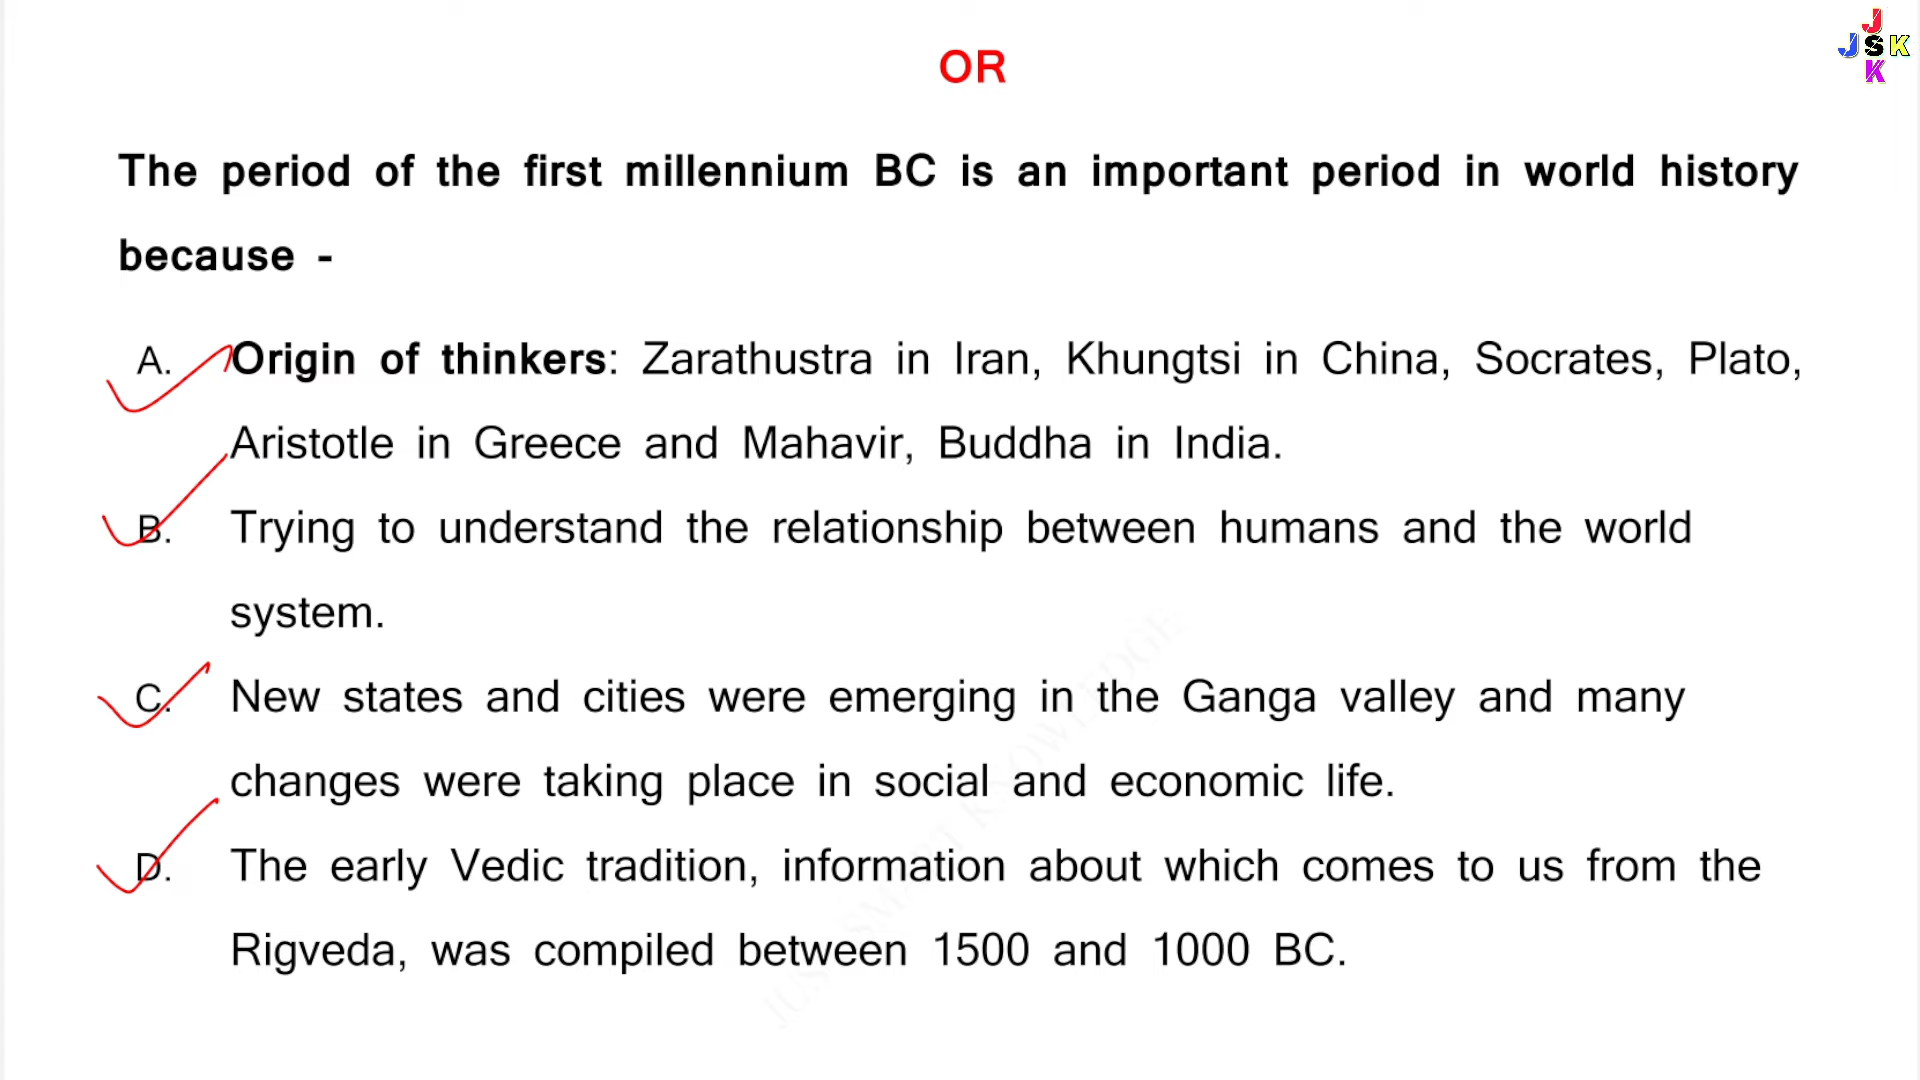 J
J S K
K
OR
The period of the first millennium BC is an important period in world history
because -
A. Origin of thinkers: Zarathustra in Iran, Khungtsi in China, Socrates, Plato,
Aristotle in Greece and Mahavir, Buddha in India.
B. Trying to understand the relationship between humans and the world
system.
C. New states and cities were emerging in the Ganga valley and many
changes were taking place in social and economic life.
D. The early Vedic tradition, information about which comes to us from the
Rigveda, was compiled between 1500 and 1000 BC.
JUST SMART KNOWLEDGE